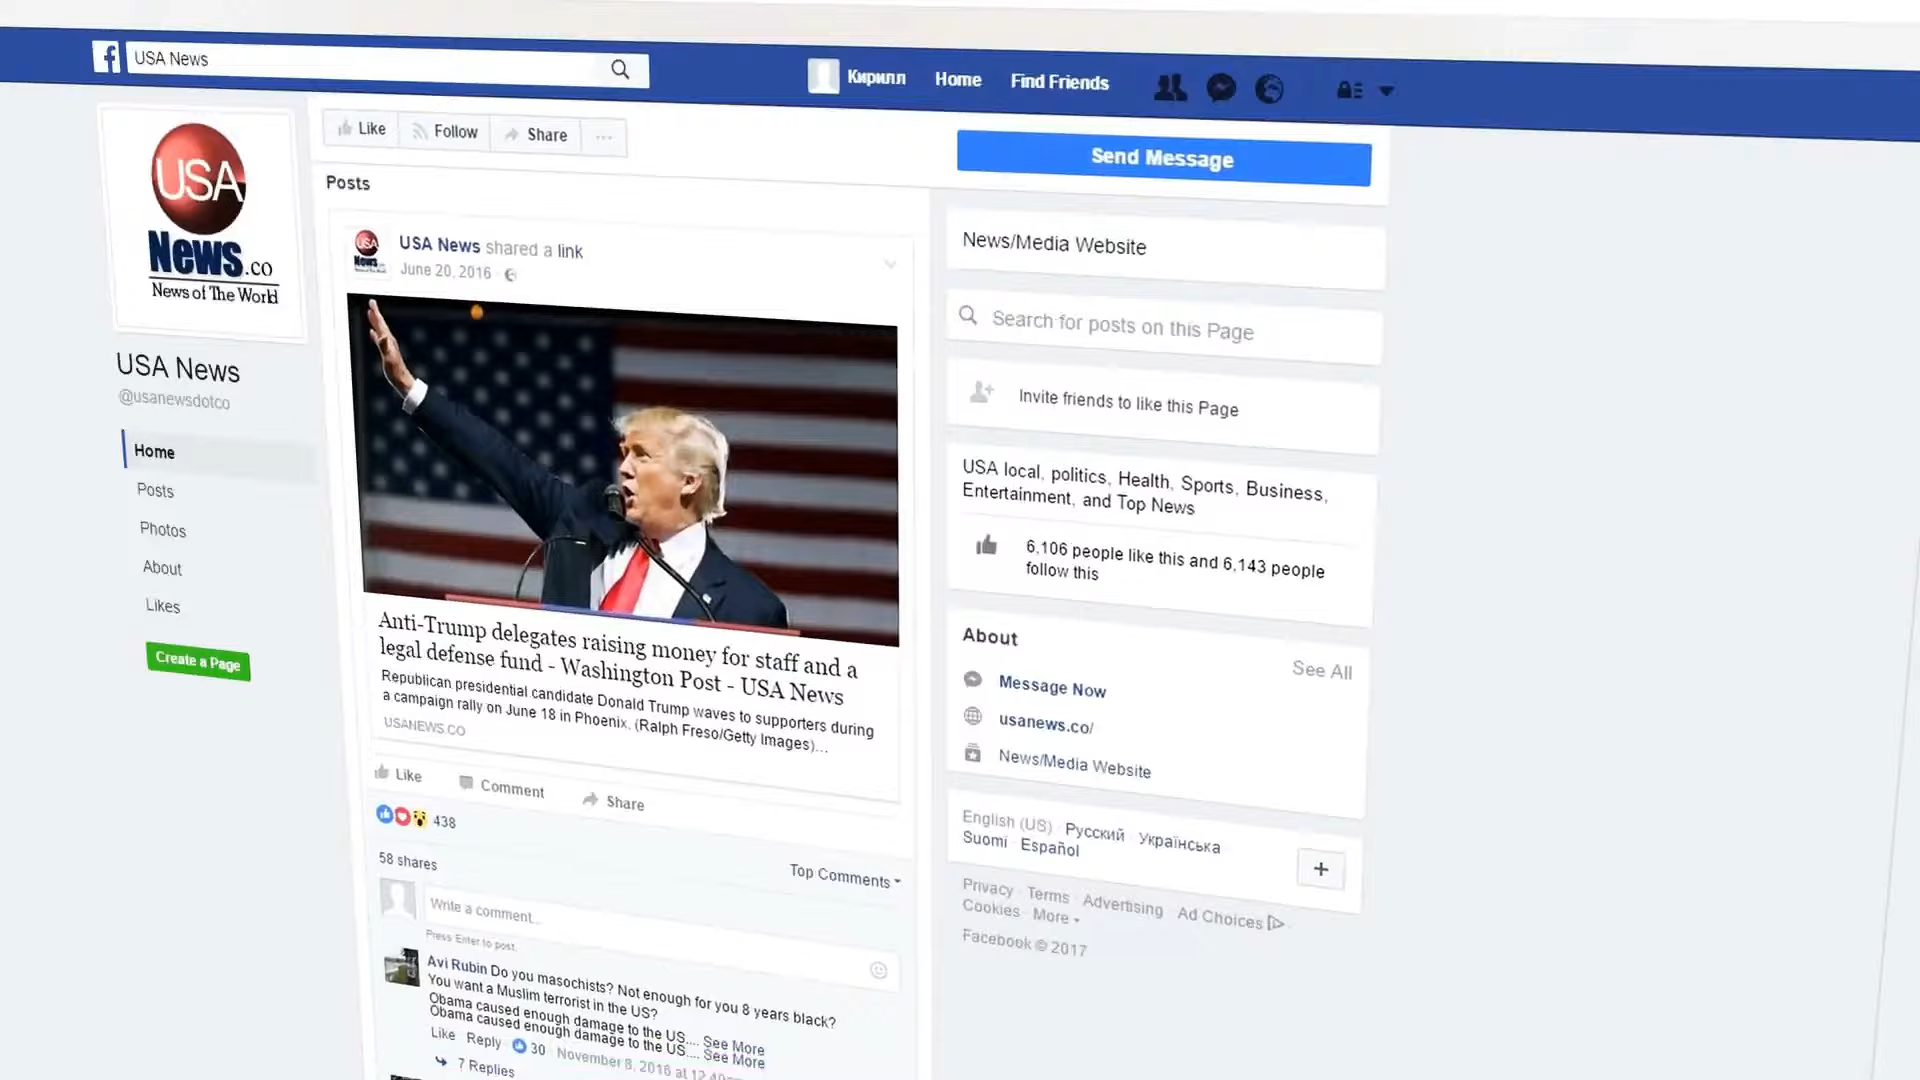 USA News
Кирилл
Home
Find Friends
USA
News.co
News of The World
USA News
@usanewsdotco
Home
Posts
Photos
About
Likes
Create a Page
Like
Follow
Share
Send Message
Posts
USA
News.co
USA News shared a link
June 20, 2016
Anti-Trump delegates raising money for staff and a
legal defense fund - Washington Post - USA News
Republican presidential candidate Donald Trump waves to supporters during
a campaign rally on June 18 in Phoenix. (Ralph Freso/Getty Images)...
USANEWS.CO
Like
Comment
Share
438
58 shares
Top Comments
Write a comment...
Press Enter to post.
Avi Rubin Do you masochists? Not enough for you 8 years black?
You want a Muslim terrorist in the US?
Obama caused enough damage to the US.... See More
Obama caused enough damage to the US.... See More
Like Reply 30 November 8, 2016 at
7 Replies
News/Media Website
Search for posts on this Page
Invite friends to like this Page
USA local, politics, Health, Sports, Business,
Entertainment, and Top News
6,106 people like this and 6,143 people
follow this
About
See All
Message Now
usanews.co/
News/Media Website
English (US) · Русский · Українська
Suomi · Español
Privacy · Terms · Advertising · Ad Choices
Cookies · More
Facebook © 2017